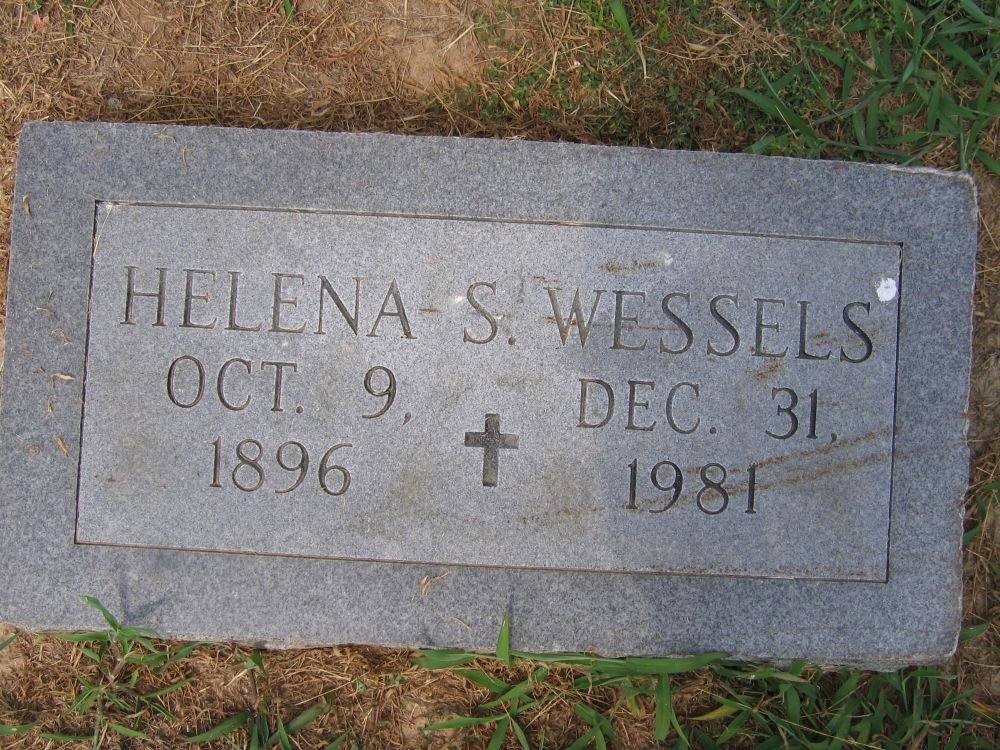 HELENA S. WESSELS
OCT. 9, DEC. 31,
1896 1981